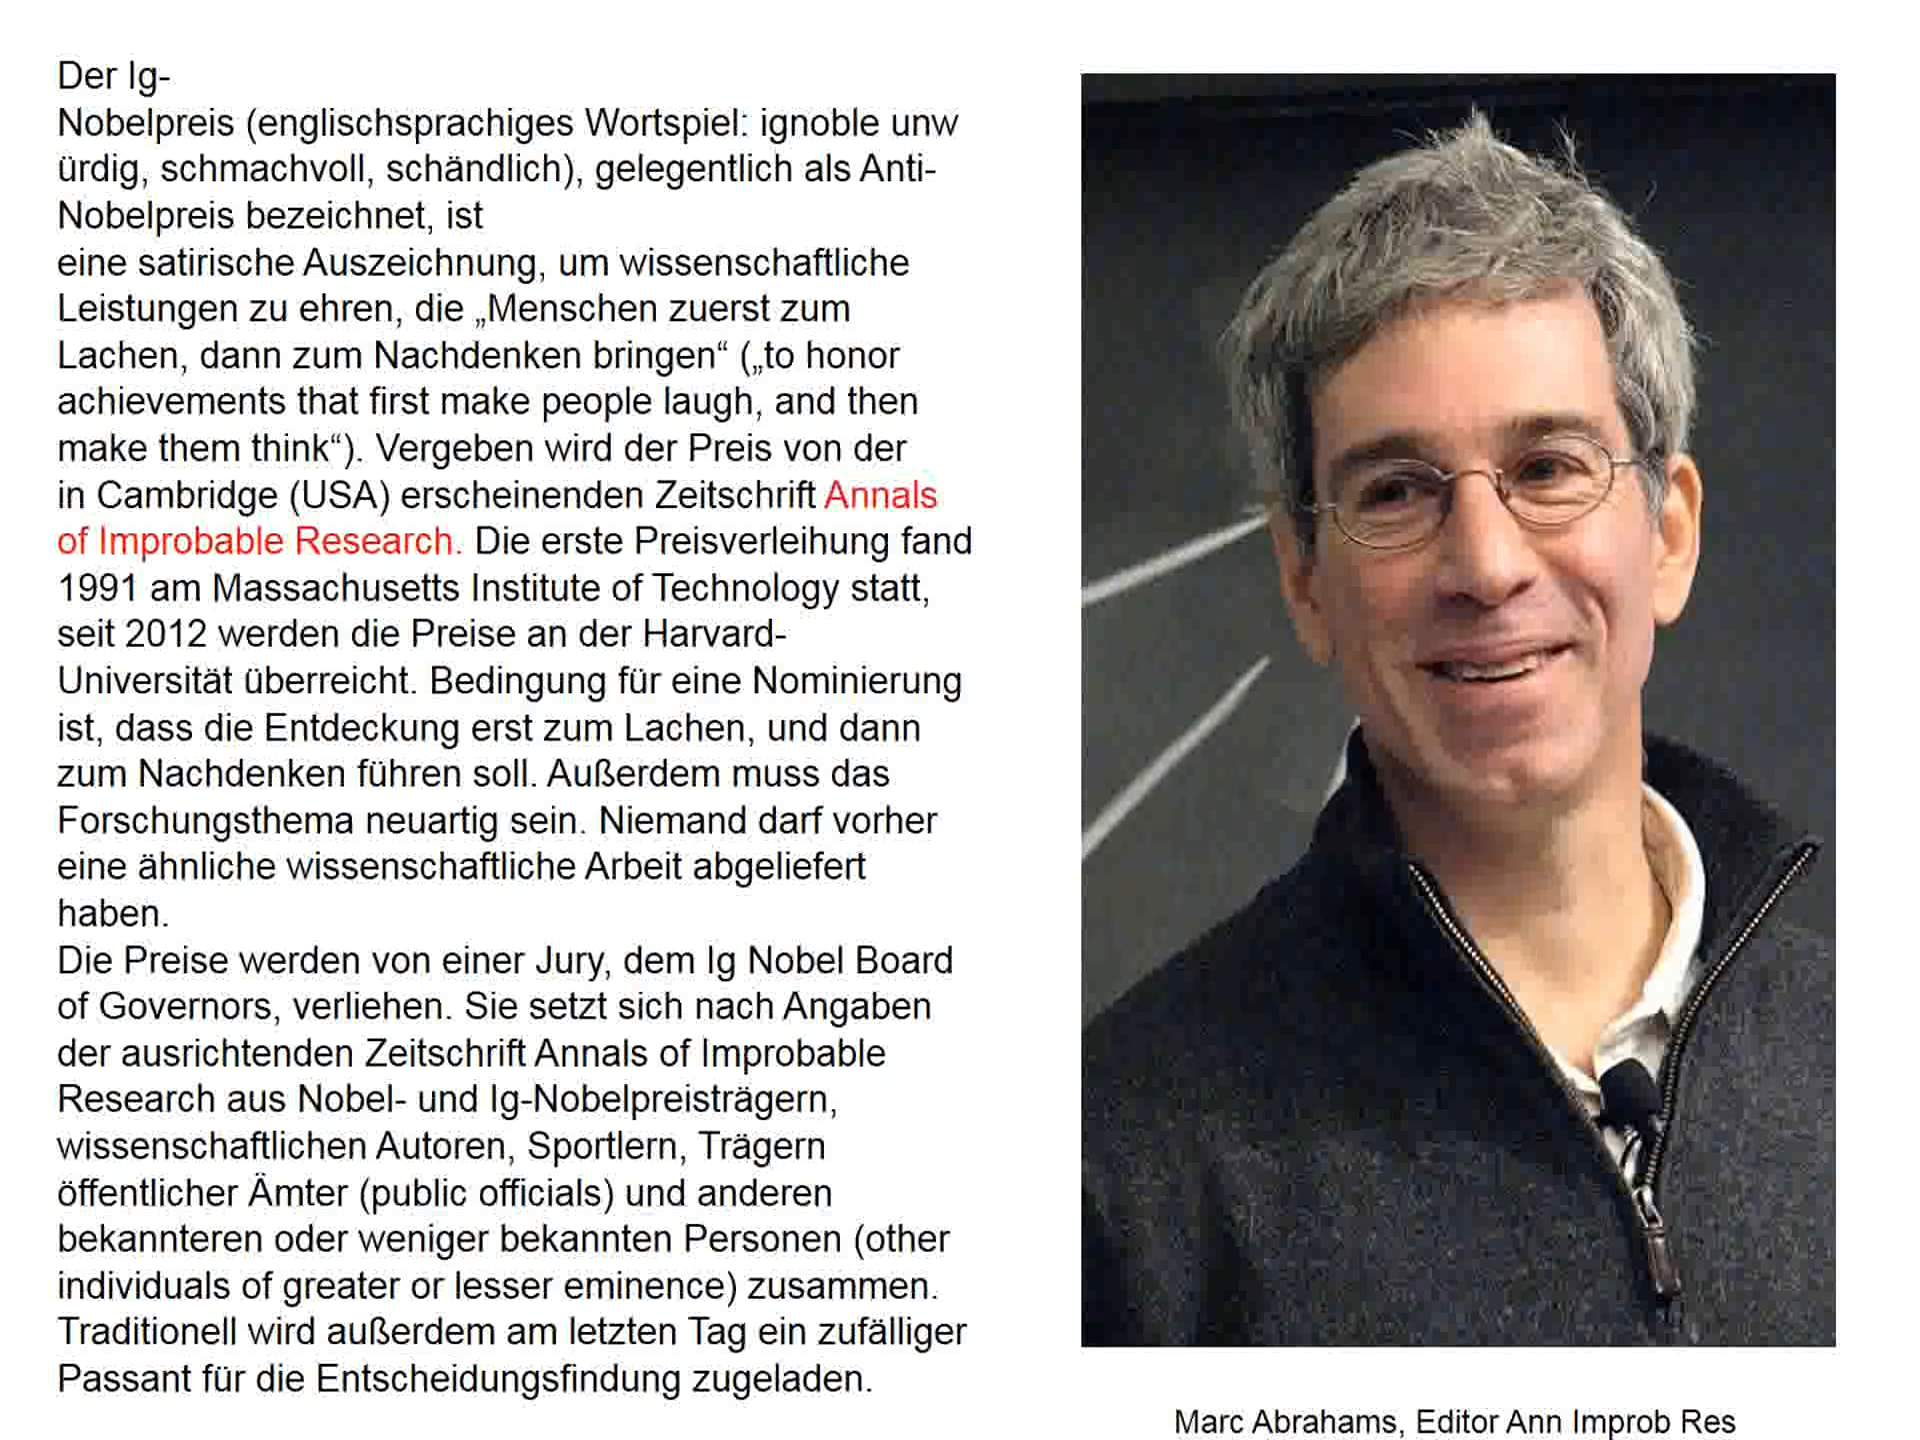 Der Ig-
Nobelpreis (englischsprachiges Wortspiel: ignoble unw
ürdig, schmachvoll, schändlich), gelegentlich als Anti-
Nobelpreis bezeichnet, ist
eine satirische Auszeichnung, um wissenschaftliche
Leistungen zu ehren, die „Menschen zuerst zum
Lachen, dann zum Nachdenken bringen“ („to honor
achievements that first make people laugh, and then
make them think“). Vergeben wird der Preis von der
in Cambridge (USA) erscheinenden Zeitschrift Annals
of Improbable Research. Die erste Preisverleihung fand
1991 am Massachusetts Institute of Technology statt,
seit 2012 werden die Preise an der Harvard-
Universität überreicht. Bedingung für eine Nominierung
ist, dass die Entdeckung erst zum Lachen, und dann
zum Nachdenken führen soll. Außerdem muss das
Forschungsthema neuartig sein. Niemand darf vorher
eine ähnliche wissenschaftliche Arbeit abgeliefert
haben.
Die Preise werden von einer Jury, dem Ig Nobel Board
of Governors, verliehen. Sie setzt sich nach Angaben
der ausrichtenden Zeitschrift Annals of Improbable
Research aus Nobel- und Ig-Nobelpreisträgern,
wissenschaftlichen Autoren, Sportlern, Trägern
öffentlicher Ämter (public officials) und anderen
bekannteren oder weniger bekannten Personen (other
individuals of greater or lesser eminence) zusammen.
Traditionell wird außerdem am letzten Tag ein zufälliger
Passant für die Entscheidungsfindung zugeladen.
Marc Abrahams, Editor Ann Improb Res